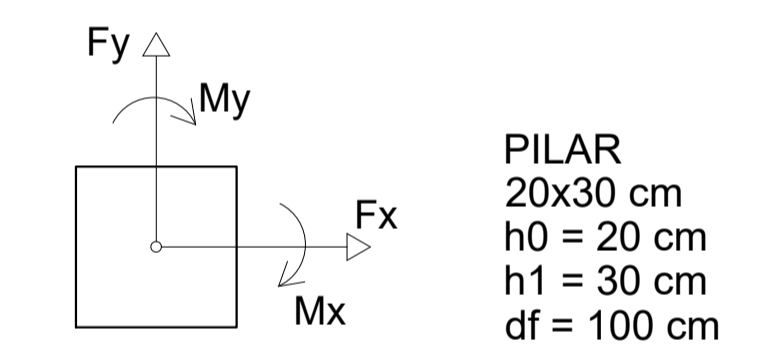 Fy
My
Fx
Mx
PILAR
20x30 cm
h0 = 20 cm
h1 = 30 cm
df = 100 cm